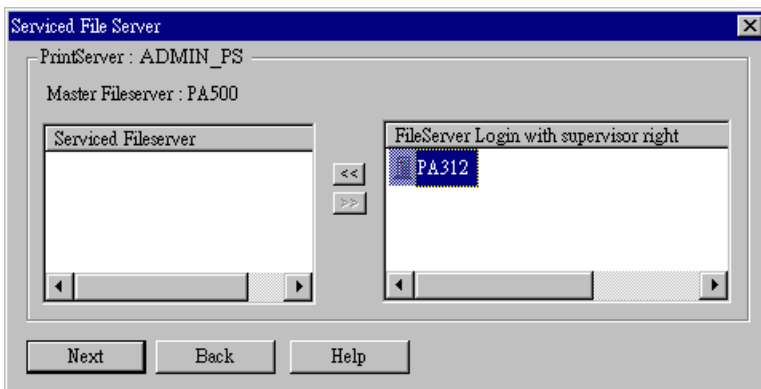 Serviced File Server
PrintServer : ADMIN_PS
Master Fileserver : PA500
Serviced Fileserver
FileServer Login with supervisor right
<<
PA312
>>
Next Back Help